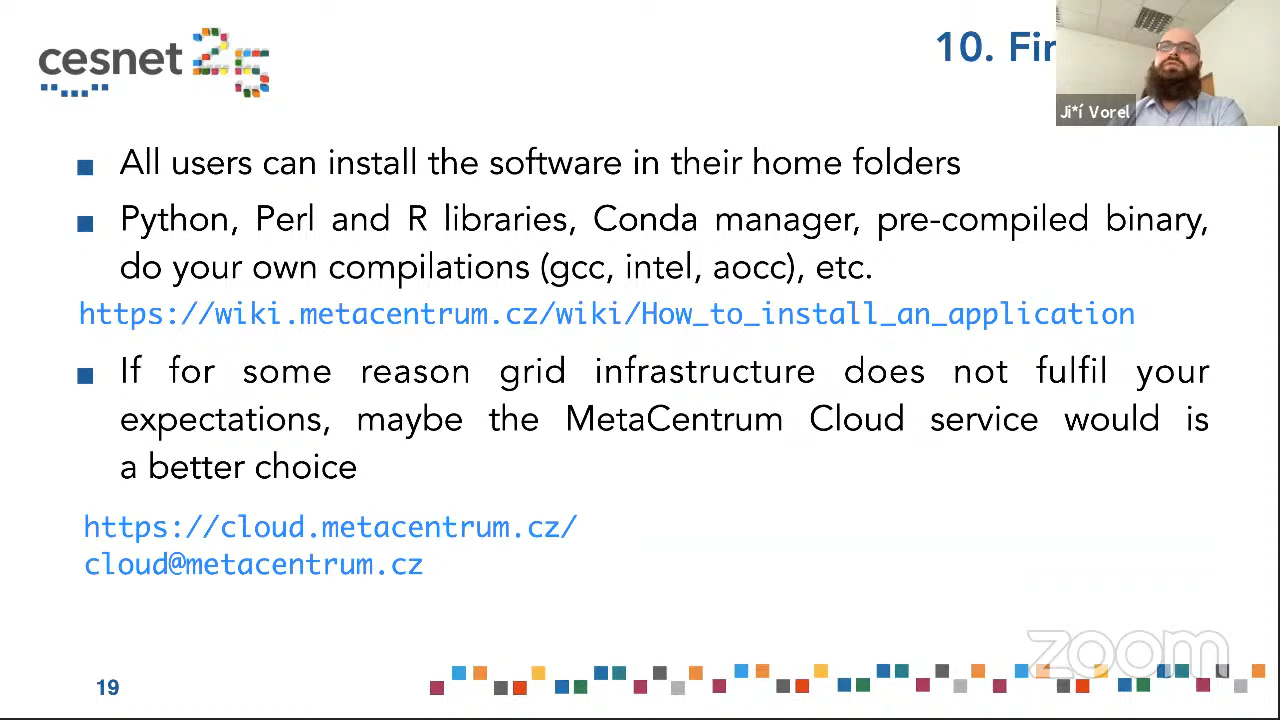 cesnet 25
10. Fi
Ji*í Vorel
All users can install the software in their home folders
Python, Perl and R libraries, Conda manager, pre-compiled binary,
do your own compilations (gcc, intel, aocc), etc.
https://wiki.metacentrum.cz/wiki/How_to_install_an_application
If for some reason grid infrastructure does not fulfil your
expectations, maybe the MetaCentrum Cloud service would is
a better choice
https://cloud.metacentrum.cz/
cloud@metacentrum.cz
zoom
19